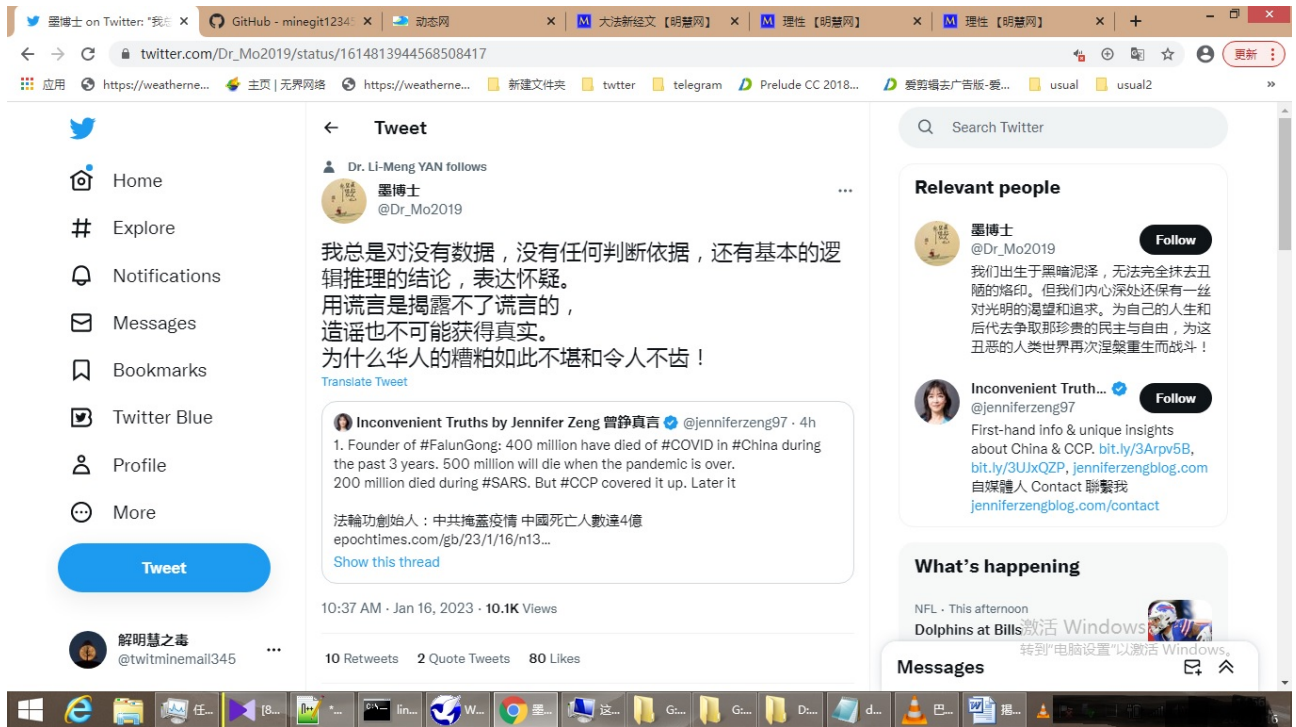 墨博士 on Twitter: "我总
GitHub - minegit12345
动态网
大法新经文【明慧网】
理性【明慧网】
理性【明慧网】
twitter.com/Dr_Mo2019/status/1614813944568508417
更新
应用
https://weatherne...
主页 | 无界网络
https://weatherne...
新建文件夹
twtter
telegram
Prelude CC 2018...
爱剪辑去广告版-爱...
usual
usual2
»
Home
Explore
Notifications
Messages
Bookmarks
Twitter Blue
Profile
More
Tweet
解明慧之毒
@twitminemail345
Tweet
Dr. Li-Meng YAN follows
墨博士
@Dr_Mo2019
我总是对没有数据，没有任何判断依据，还有基本的逻
辑推理的结论，表达怀疑。
用谎言是揭露不了谎言的，
造谣也不可能获得真实。
为什么华人的糟粕如此不堪和令人不齿！
Translate Tweet
Inconvenient Truths by Jennifer Zeng 曾錚真言 @jenniferzeng97 · 4h
1. Founder of #FalunGong: 400 million have died of #COVID in #China during
the past 3 years. 500 million will die when the pandemic is over.
200 million died during #SARS. But #CCP covered it up. Later it
法輪功創始人：中共掩蓋疫情 中國死亡人數達4億
epochtimes.com/gb/23/1/16/n13...
Show this thread
10:37 AM · Jan 16, 2023 · 10.1K Views
10 Retweets 2 Quote Tweets 80 Likes
Search Twitter
Relevant people
墨博士
@Dr_Mo2019
Follow
我们出生于黑暗泥泽，无法完全抹去丑
陋的烙印。但我们内心深处还保有一丝
对光明的渴望和追求。为自己的人生和
后代去争取那珍贵的民主与自由，为这
丑恶的人类世界再次涅槃重生而战斗！
Inconvenient Truth...
@jenniferzeng97
Follow
First-hand info & unique insights
about China & CCP. bit.ly/3Arpv5B,
bit.ly/3UJxQZP, jenniferzengblog.com
自媒體人 Contact 聯繫我
jenniferzengblog.com/contact
What's happening
NFL · This afternoon
Dolphins at Bills
激活 Windows
转到"电脑设置"以激活 Windows。
Messages
任...
[8...
lin...
W...
墨...
这...
G:...
G:...
D:...
d...
巴...
揭...